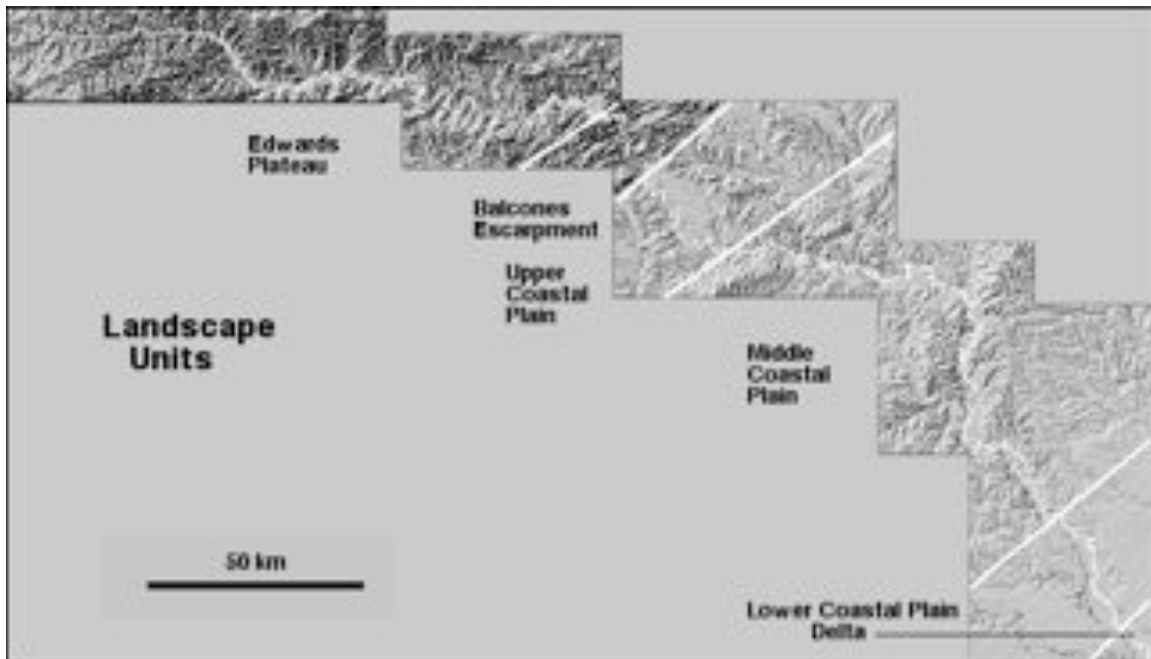 Edwards
Plateau
Balcones
Escarpment
Upper
Coastal
Plain
Landscape
Units
Middle
Coastal
Plain
50 km
Lower Coastal Plain
Delta